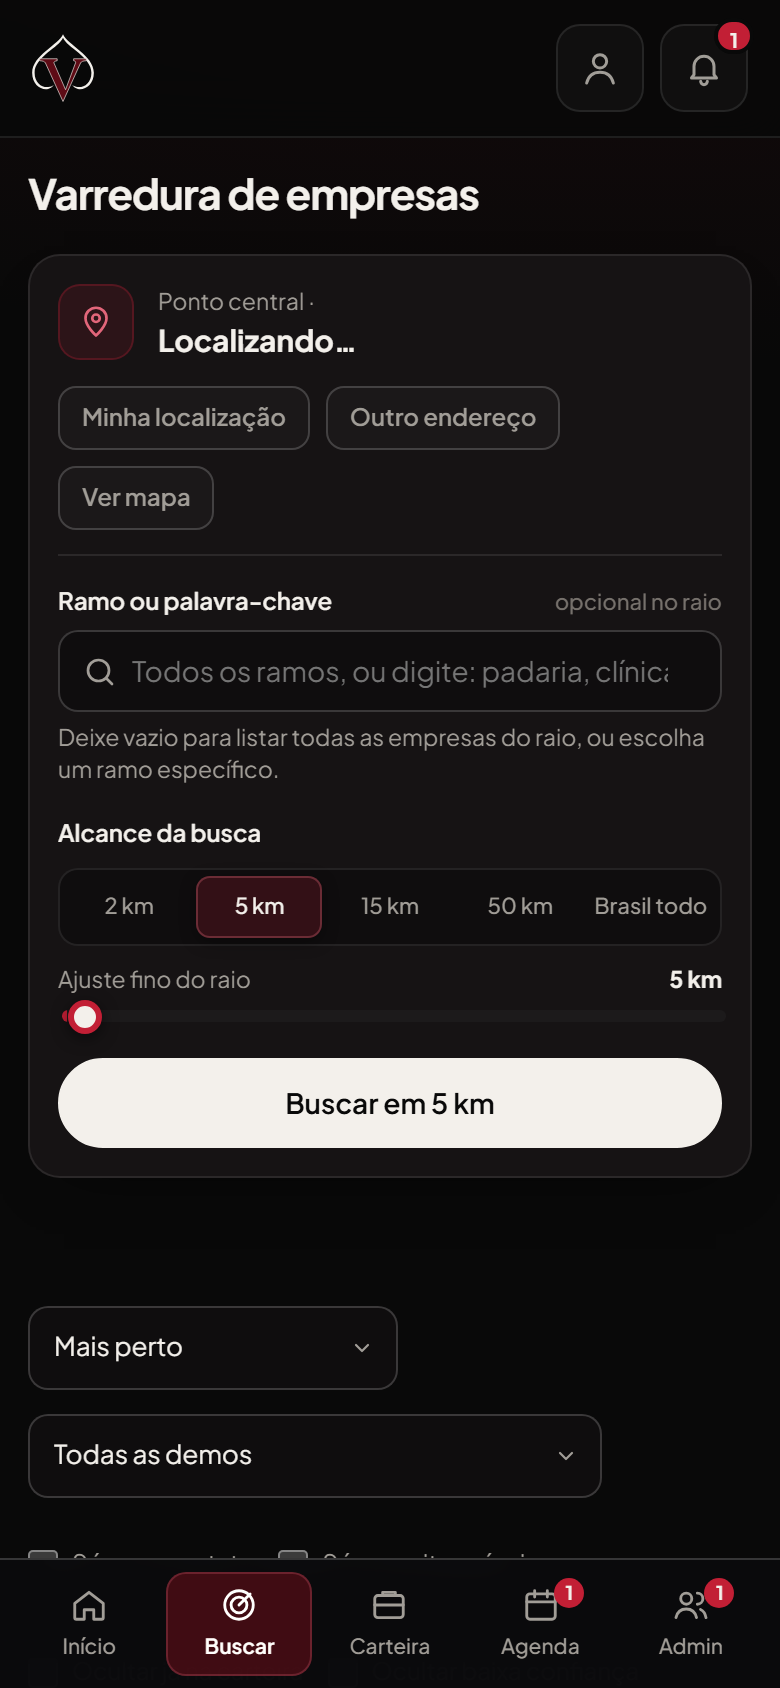 V
1
Varredura de empresas
Ponto central ·
Localizando...
Minha localização
Outro endereço
Ver mapa
Ramo ou palavra-chave
opcional no raio
Todos os ramos, ou digite: padaria, clínica
Deixe vazio para listar todas as empresas do raio, ou escolha
um ramo específico.
Alcance da busca
2 km
5 km
15 km
50 km
Brasil todo
Ajuste fino do raio
5 km
Buscar em 5 km
Mais perto
Todas as demos
Início
Buscar
Carteira
1
Agenda
1
Admin